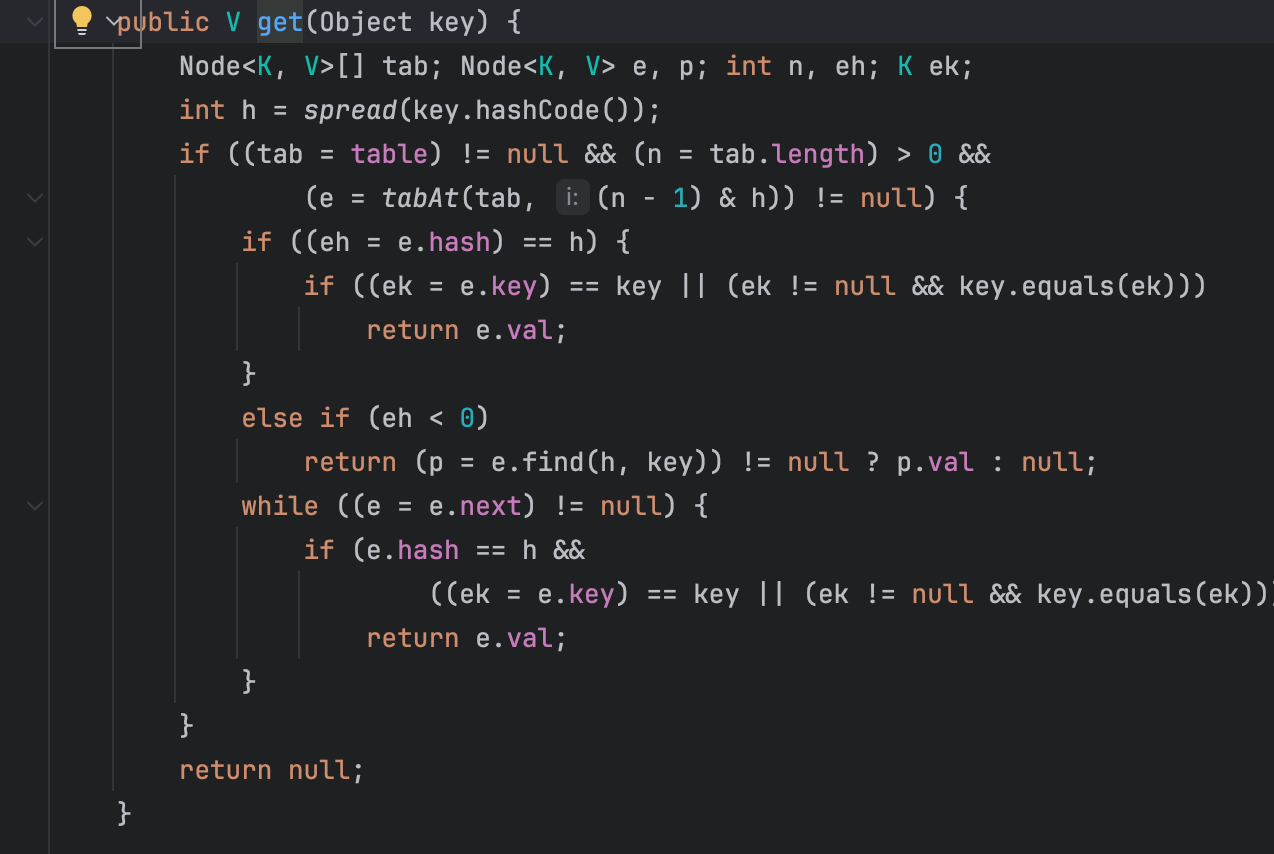 public V get(Object key) {
Node<K, V>[] tab; Node<K, V> e, p; int n, eh; K ek;
int h = spread(key.hashCode());
if ((tab = table) != null && (n = tab.length) > 0 &&
(e = tabAt(tab, i: (n - 1) & h)) != null) {
if ((eh = e.hash) == h) {
if ((ek = e.key) == key || (ek != null && key.equals(ek)))
return e.val;
}
else if (eh < 0)
return (p = e.find(h, key)) != null ? p.val : null;
while ((e = e.next) != null) {
if (e.hash == h &&
((ek = e.key) == key || (ek != null && key.equals(ek)))
return e.val;
}
}
return null;
}